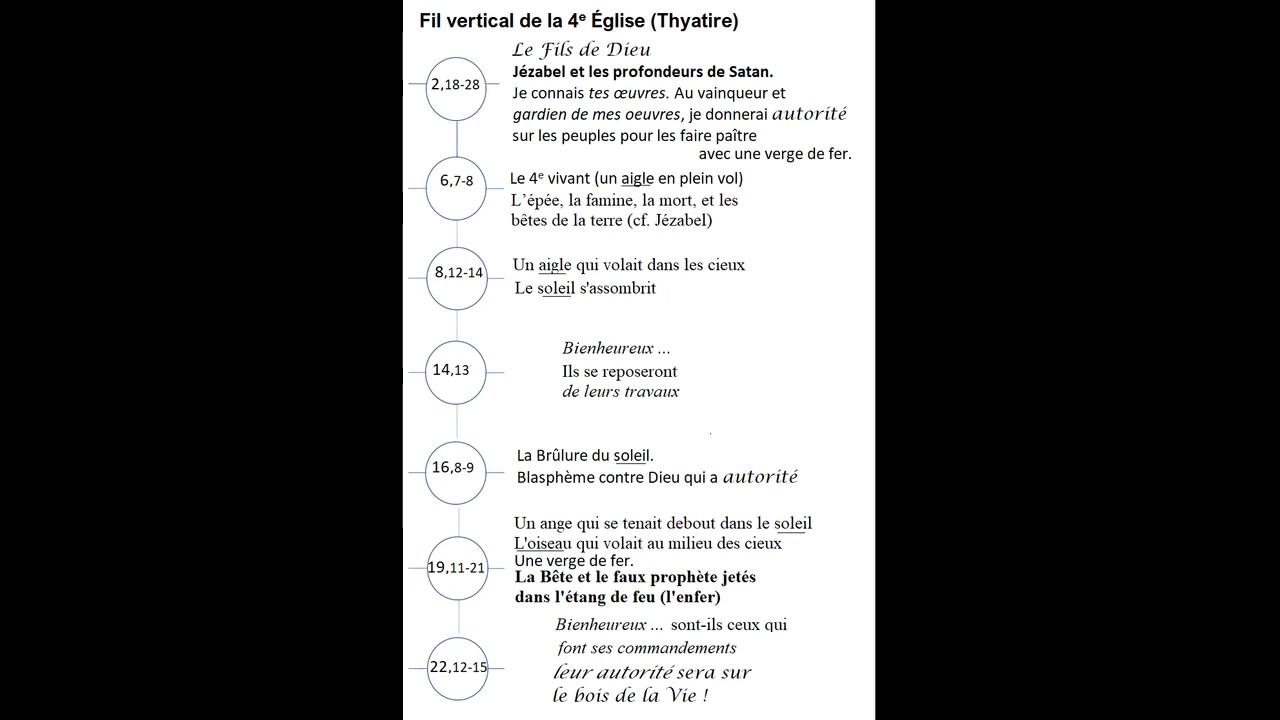 Fil vertical de la 4e Église (Thyatire)
Le Fils de Dieu
Jézabel et les profondeurs de Satan.
2,18-28
Je connais tes œuvres. Au vainqueur et
gardien de mes oeuvres, je donnerai autorité
sur les peuples pour les faire paître
avec une verge de fer.
6,7-8
Le 4e vivant (un aigle en plein vol)
L'épée, la famine, la mort, et les
bêtes de la terre (cf. Jézabel)
8,12-14
Un aigle qui volait dans les cieux
Le soleil s'assombrit
14,13
Bienheureux ...
Ils se reposeront
de leurs travaux
16,8-9
La Brûlure du soleil.
Blasphème contre Dieu qui a autorité
19,11-21
Un ange qui se tenait debout dans le soleil
L'oiseau qui volait au milieu des cieux
Une verge de fer.
La Bête et le faux prophète jetés
dans l'étang de feu (l'enfer)
22,12-15
Bienheureux ... sont-ils ceux qui
font ses commandements
leur autorité sera sur
le bois de la Vie !